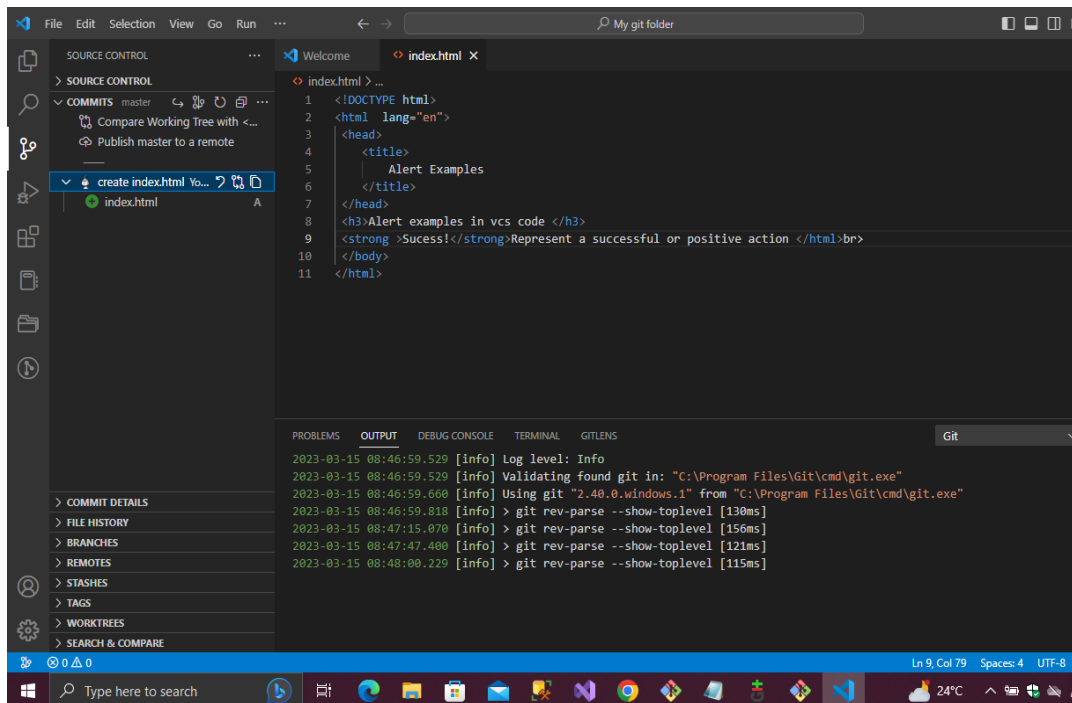 File Edit Selection View Go Run ··· My git folder
SOURCE CONTROL ···
SOURCE CONTROL
COMMITS master
Compare Working Tree with <...
Publish master to a remote
create index.html Yo...
index.html A
COMMIT DETAILS
FILE HISTORY
BRANCHES
REMOTES
STASHES
TAGS
WORKTREES
SEARCH & COMPARE
Welcome index.html
index.html > ...
1 <!DOCTYPE html>
2 <html lang="en">
3 <head>
4 <title>
5 Alert Examples
6 </title>
7 </head>
8 <h3>Alert examples in vcs code </h3>
9 <strong >Sucess!</strong>Represent a successful or positive action </html>br>
10 </body>
11 </html>
PROBLEMS OUTPUT DEBUG CONSOLE TERMINAL GITLENS Git
2023-03-15 08:46:59.529 [info] Log level: Info
2023-03-15 08:46:59.529 [info] Validating found git in: "C:\Program Files\Git\cmd\git.exe"
2023-03-15 08:46:59.660 [info] Using git "2.40.0.windows.1" from "C:\Program Files\Git\cmd\git.exe"
2023-03-15 08:46:59.818 [info] > git rev-parse --show-toplevel [130ms]
2023-03-15 08:47:15.070 [info] > git rev-parse --show-toplevel [156ms]
2023-03-15 08:47:47.400 [info] > git rev-parse --show-toplevel [121ms]
2023-03-15 08:48:00.229 [info] > git rev-parse --show-toplevel [115ms]
0 0 Ln 9, Col 79 Spaces: 4 UTF-8
Type here to search 24°C